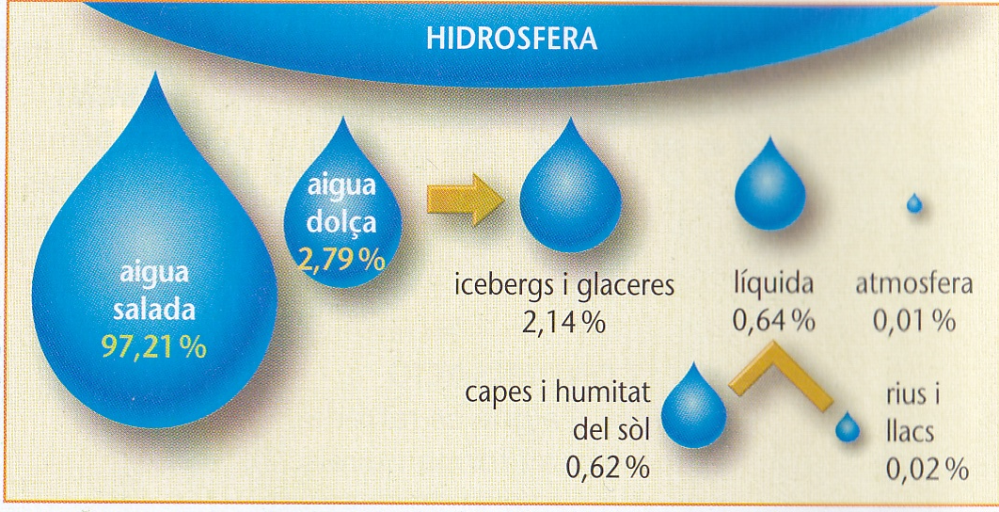 HIDROSFERA
aigua
salada
97,21 %
aigua
dolça
2,79 %
icebergs i glaceres
2,14 %
líquida
0,64 %
atmosfera
0,01 %
capes i humitat
del sòl
0,62 %
rius i
llacs
0,02 %